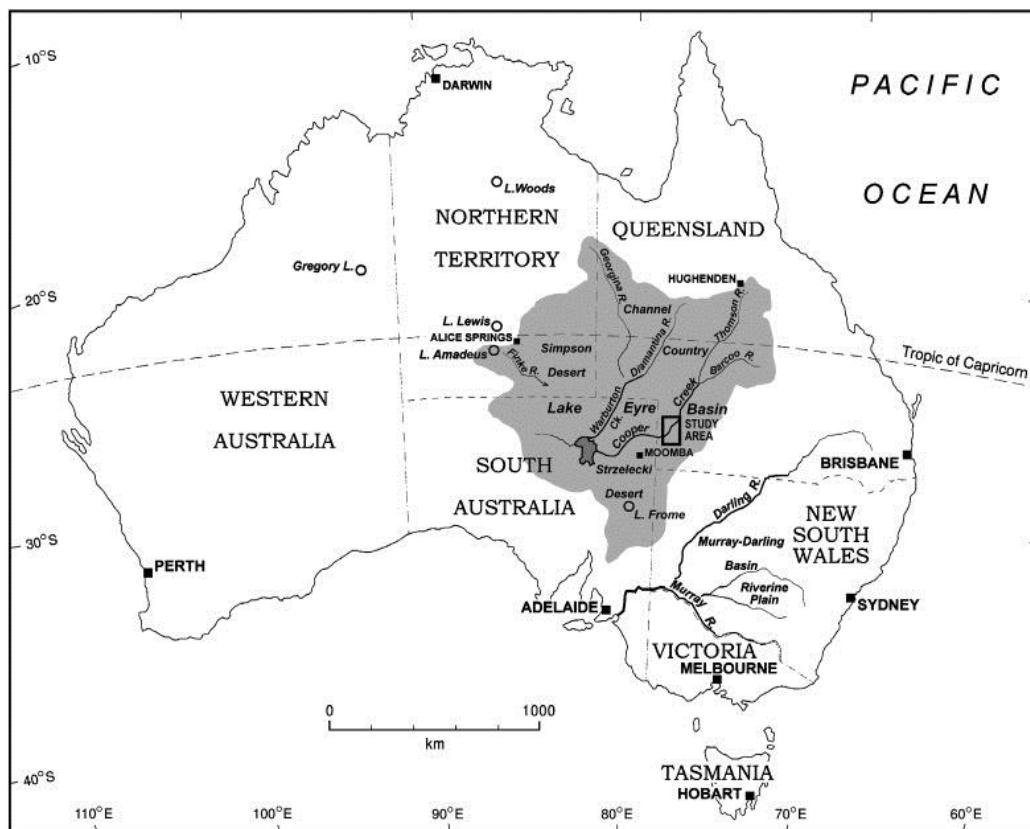 10°S
DARWIN
PACIFIC
OCEAN
L.Woods
NORTHERN
TERRITORY
QUEENSLAND
Gregory L.
Georgina R.
HUGHENDEN
20°S
Channel
Thomson R.
L. Lewis
ALICE SPRINGS
L. Amadeus
Finke R.
Simpson
Desert
Diamantina R.
Country
Barcoo R.
Tropic of Capricorn
WESTERN
AUSTRALIA
Lake Eyre Basin
Warburton
Ck.
Cooper
Creek
STUDY
AREA
MOOMBA
BRISBANE
SOUTH
AUSTRALIA
Strzelecki
Desert
L. Frome
Darling R.
NEW
SOUTH
WALES
30°S
PERTH
Murray-Darling
Basin
Riverine
Plain
ADELAIDE
Murray R.
SYDNEY
VICTORIA
MELBOURNE
0 1000
km
TASMANIA
HOBART
40°S
110°E 100°E 90°E 80°E 70°E 60°E